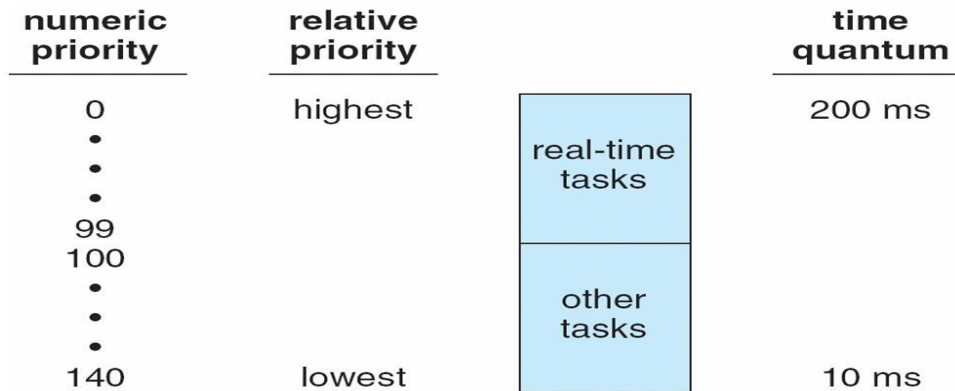 numeric priority
relative priority
time quantum
0
highest
200 ms
real-time
tasks
99
100
other
tasks
140
lowest
10 ms